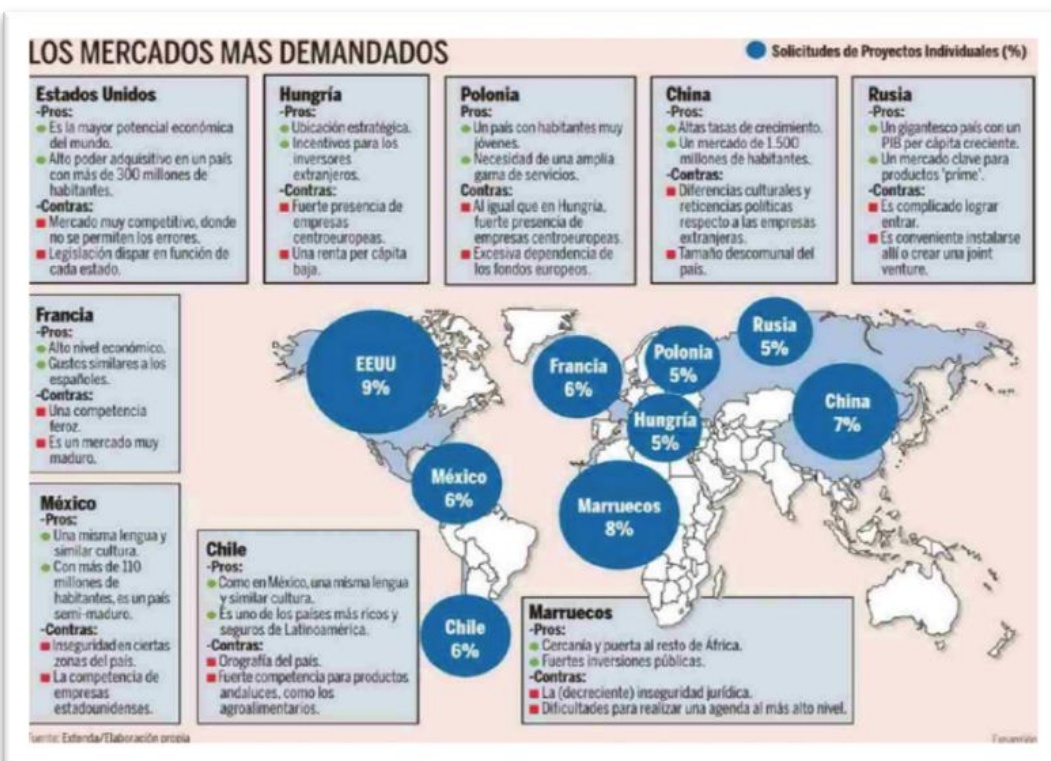 LOS MERCADOS MAS DEMANDADOS
Solicitudes de Proyectos Individuales (%)
Estados Unidos
-Pros:
Es la mayor potencial económica
del mundo.
Alto poder adquisitivo en un país
con más de 300 millones de
habitantes.
-Contras:
Mercado muy competitivo, donde
no se permiten los errores.
Legislación dispar en función de
cada estado.
Hungría
-Pros:
Ubicación estratégica.
Incentivos para los
inversores
extranjeros.
-Contras:
Fuerte presencia de
empresas
centroeuropeas.
Una renta per cápita
baja.
Polonia
Pros:
Un país con habitantes muy
jóvenes.
Necesidad de una amplia
gama de servicios.
Contras:
Al igual que en Hungría,
fuerte presencia de
empresas centroeuropeas.
Excesiva dependencia de
los fondos europeos.
China
-Pros:
Altas tasas de crecimiento.
Un mercado de 1.500
millones de habitantes.
-Contras:
Diferencias culturales y
reticencias políticas
respecto a las empresas
extranjeras.
Tamaño descomunal del
país.
Rusia
-Pros:
Un gigantesco país con un
PIB per cápita creciente.
Un mercado clave para
productos 'prime'.
-Contras:
Es complicado lograr
entrar.
Es conveniente instalarse
allí o crear una joint
venture.
Francia
-Pros:
Alto nivel económico.
Gustos similares a los
españoles.
-Contras:
Una competencia
feroz.
Es un mercado muy
maduro.
EEUU
9%
Francia
6%
Polonia
5%
Rusia
5%
Hungría
5%
China
7%
México
6%
Marruecos
8%
Chile
6%
México
-Pros:
Una misma lengua y
similar cultura.
Con más de 110
millones de
habitantes, es un país
semi-maduro.
-Contras:
Inseguridad en ciertas
zonas del país.
La competencia de
empresas
estadounidenses.
Chile
-Pros:
Como en México, una misma lengua
y similar cultura.
Es uno de los países más ricos y
seguros de Latinoamérica.
-Contras:
Orografía del país.
Fuerte competencia para productos
andaluces, como los
agroalimentarios.
Marruecos
-Pros:
Cercanía y puerta al resto de África.
Fuertes inversiones públicas.
-Contras:
La (decreciente) inseguridad jurídica.
Dificultades para realizar una agenda al más alto nivel.
Fuente: Extenda/Elaboración propia
Expansión